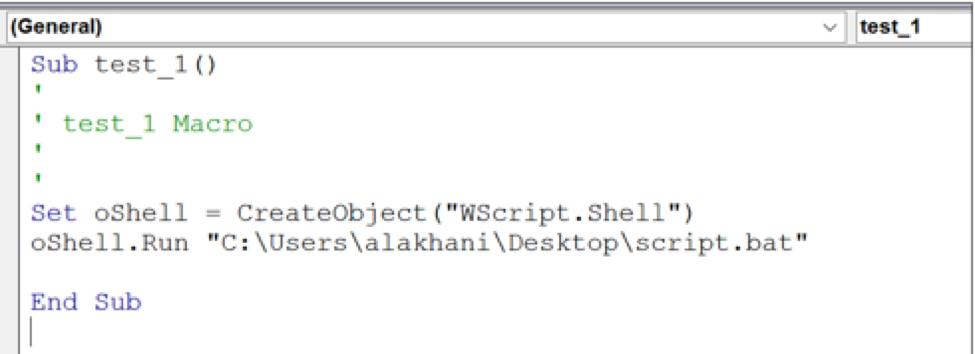 (General) test_1
Sub test_1()
'
' test_1 Macro
'
'
Set oShell = CreateObject("WScript.Shell")
oShell.Run "C:\Users\alakhani\Desktop\script.bat"
End Sub